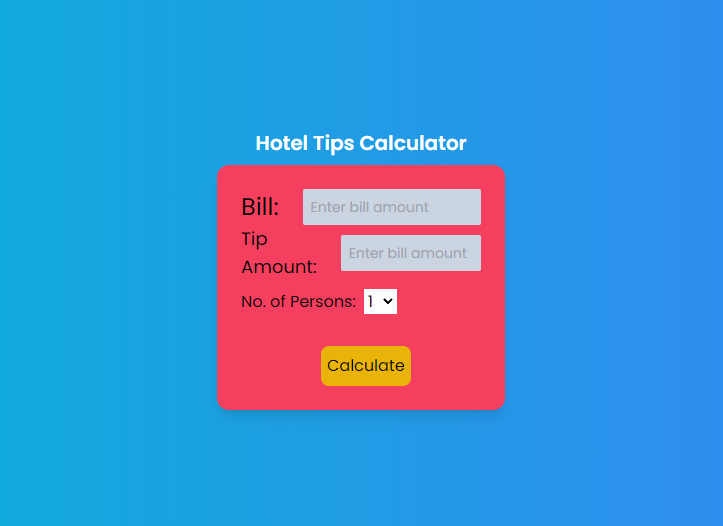 Hotel Tips Calculator
Bill: Enter bill amount
Tip
Amount: Enter bill amount
No. of Persons: 1
Calculate